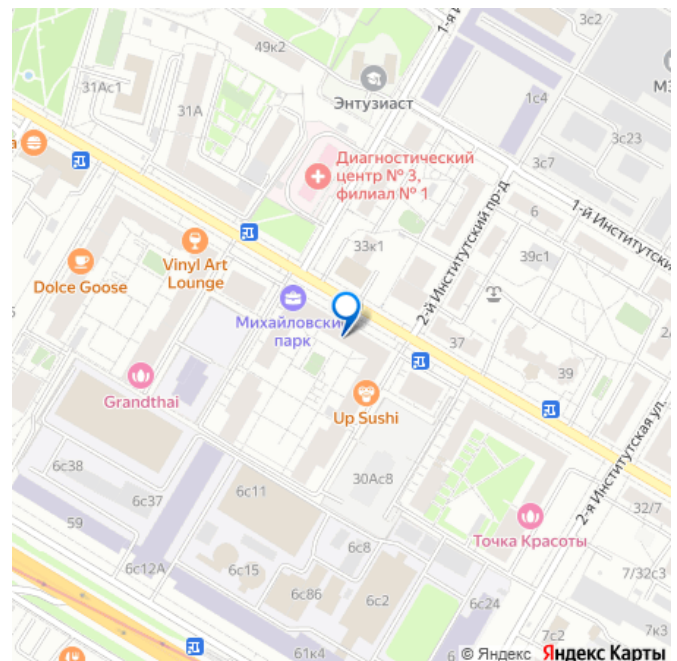 49к2
3с2
1-я И
31Ас1
31А
Энтузиаст
1с4
МЗ
3с23
Диагностический
центр № 3,
филиал № 1
3с7
6
1-й Институтски
33к1
2-й Институтский пр-д
39с1
Vinyl Art
Lounge
Dolce Goose
Михайловский
парк
37
39
2/
Grandthai
Up Sushi
2-я Институтская ул.
6с38
6с37
6с11
30Ас8
32/7
59
Точка Красоты
6с8
6с12А
6с15
6с86
6с2
6с24
7/32с3
7с2
7к3
61к4
© Яндекс Яндекс Карты